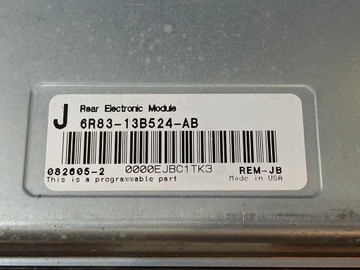 J Rear Electronic Module
6R83-13B524-AB
082605-2 0000EJBC1TK3 REM-JB
This is a programmable part Made in USA